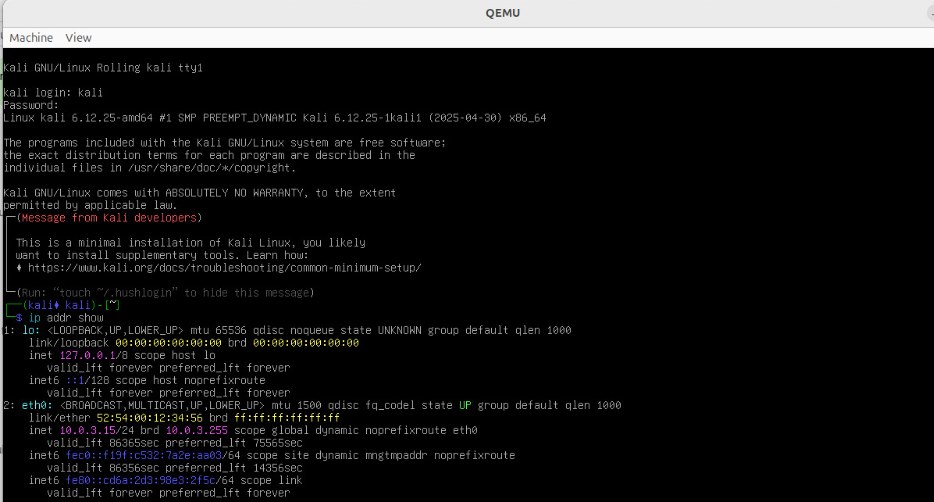 QEMU
Machine View
Kali GNU/Linux Rolling kali tty1
kali login: kali
Password:
Linux kali 6.12.25-amd64 #1 SMP PREEMPT_DYNAMIC Kali 6.12.25-1kali1 (2025-04-30) x86_64
The programs included with the Kali GNU/Linux system are free software;
the exact distribution terms for each program are described in the
individual files in /usr/share/doc/*/copyright.
Kali GNU/Linux comes with ABSOLUTELY NO WARRANTY, to the extent
permitted by applicable law.
┌─(Message from Kali developers)
│ This is a minimal installation of Kali Linux, you likely
│ want to install supplementary tools. Learn how:
│ ♦ https://www.kali.org/docs/troubleshooting/common-minimum-setup/
└─(Run: “touch ~/.hushlogin” to hide this message)
┌──(kali♦ kali)-[~]
└─$ ip addr show
1: lo: <LOOPBACK,UP,LOWER_UP> mtu 65536 qdisc noqueue state UNKNOWN group default qlen 1000
link/loopback 00:00:00:00:00:00 brd 00:00:00:00:00:00
inet 127.0.0.1/8 scope host lo
valid_lft forever preferred_lft forever
inet6 ::1/128 scope host noprefixroute
valid_lft forever preferred_lft forever
2: eth0: <BROADCAST,MULTICAST,UP,LOWER_UP> mtu 1500 qdisc fq_codel state UP group default qlen 1000
link/ether 52:54:00:12:34:56 brd ff:ff:ff:ff:ff:ff
inet 10.0.3.15/24 brd 10.0.3.255 scope global dynamic noprefixroute eth0
valid_lft 86365sec preferred_lft 75565sec
inet6 fec0::f19f:c532:7a2e:aa03/64 scope site dynamic mngtmpaddr noprefixroute
valid_lft 86356sec preferred_lft 14356sec
inet6 fe80::cd6a:2d3:98e3:2f5c/64 scope link
valid_lft forever preferred_lft forever